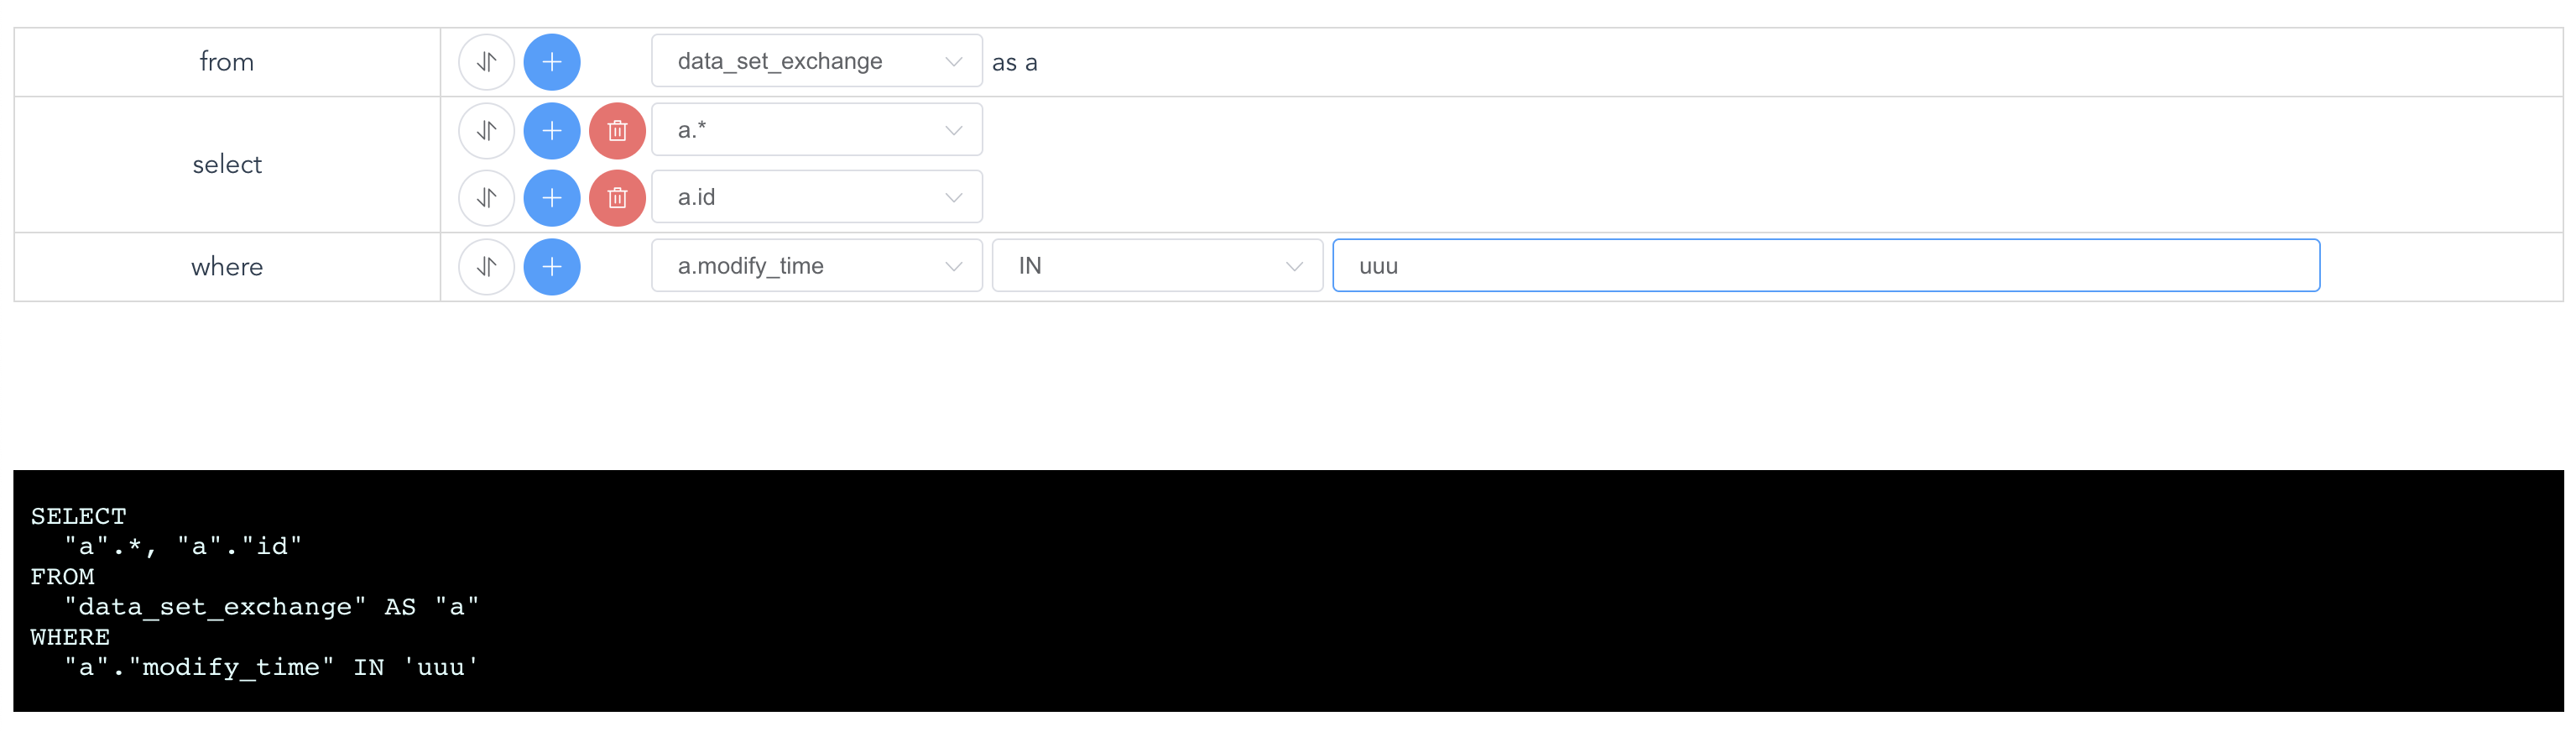 from data_set_exchange as a
select a.*
a.id
where a.modify_time IN uuu
SELECT
"a".*, "a"."id"
FROM
"data_set_exchange" AS "a"
WHERE
"a"."modify_time" IN 'uuu'